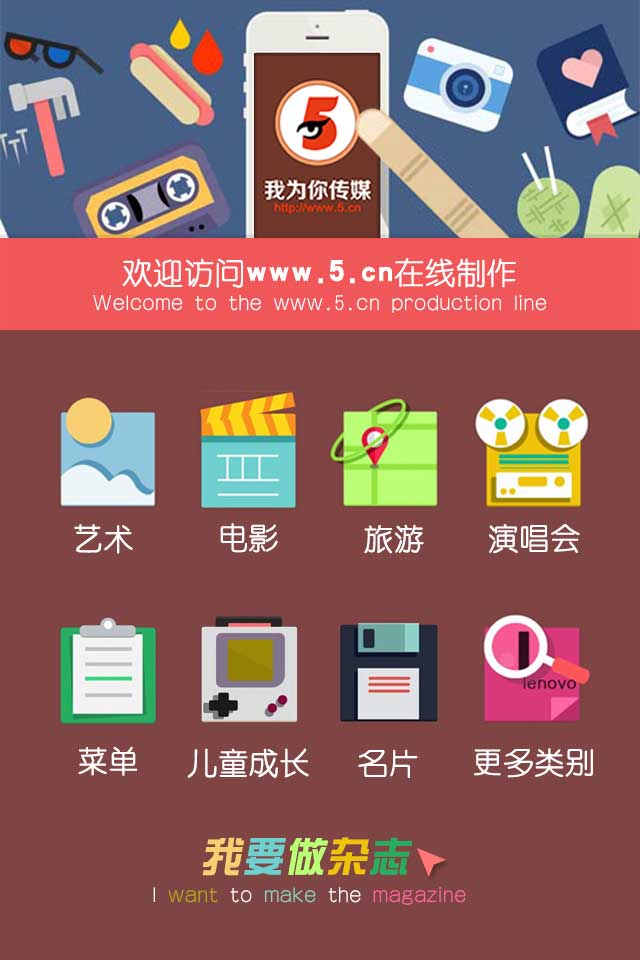 5
我为你传媒
http://www.5.cn
欢迎访问www.5.cn在线制作
Welcome to the www.5.cn production line
艺术 电影 旅游 演唱会
lenovo
菜单 儿童成长 名片 更多类别
我要做杂志
I want to make the magazine